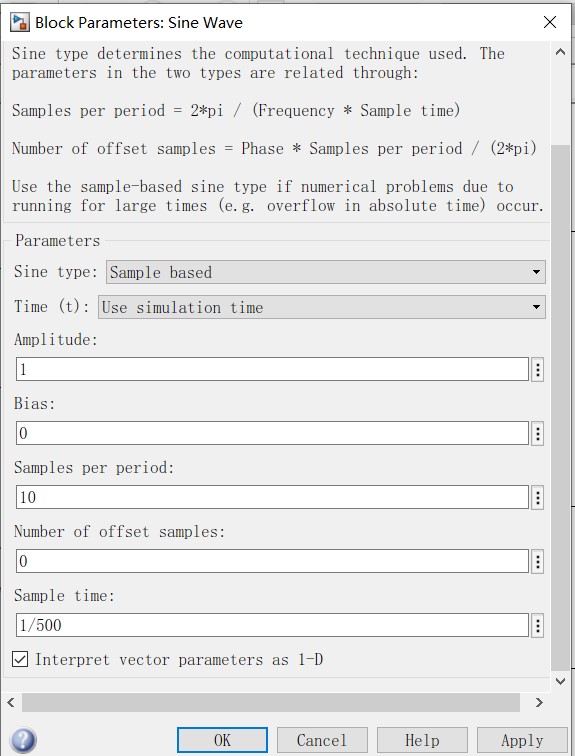 Block Parameters: Sine Wave
Sine type determines the computational technique used. The
parameters in the two types are related through:
Samples per period = 2*pi / (Frequency * Sample time)
Number of offset samples = Phase * Samples per period / (2*pi)
Use the sample-based sine type if numerical problems due to
running for large times (e.g. overflow in absolute time) occur.
Parameters
Sine type: Sample based
Time (t): Use simulation time
Amplitude:
1
Bias:
0
Samples per period:
10
Number of offset samples:
0
Sample time:
1/500
Interpret vector parameters as 1-D
OK Cancel Help Apply